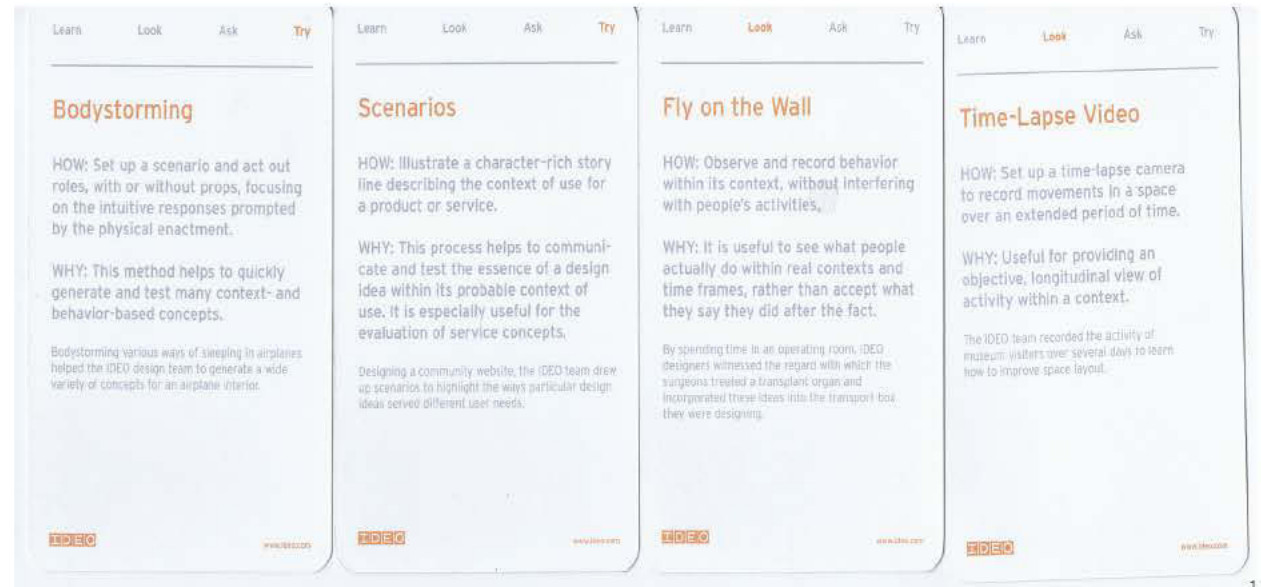 Learn Look Ask Try
Bodystorming
HOW: Set up a scenario and act out
roles, with or without props, focusing
on the intuitive responses prompted
by the physical enactment.
WHY: This method helps to quickly
generate and test many context- and
behavior-based concepts.
Bodystorming various ways of sleeping in airplanes
helped the IDEO design team to generate a wide
variety of concepts for an airplane interior.
IDEO
www.ideo.com
Learn Look Ask Try
Scenarios
HOW: Illustrate a character-rich story
line describing the context of use for
a product or service.
WHY: This process helps to communi-
cate and test the essence of a design
idea within its probable context of
use. It is especially useful for the
evaluation of service concepts.
Designing a community website, the IDEO team drew
up scenarios to highlight the ways particular design
ideas served different user needs.
IDEO
www.ideo.com
Learn Look Ask Try
Fly on the Wall
HOW: Observe and record behavior
within its context, without interfering
with people's activities.
WHY: It is useful to see what people
actually do within real contexts and
time frames, rather than accept what
they say they did after the fact.
By spending time in an operating room, IDEO
designers witnessed the regard with which the
surgeons treated a transplant organ and
incorporated these ideas into the transport box
they were designing.
IDEO
www.ideo.com
Learn Look Ask Try
Time-Lapse Video
HOW: Set up a time-lapse camera
to record movements in a space
over an extended period of time.
WHY: Useful for providing an
objective, longitudinal view of
activity within a context.
The IDEO team recorded the activity of
museum visitors over several days to learn
how to improve space layout.
IDEO
www.ideo.com
1